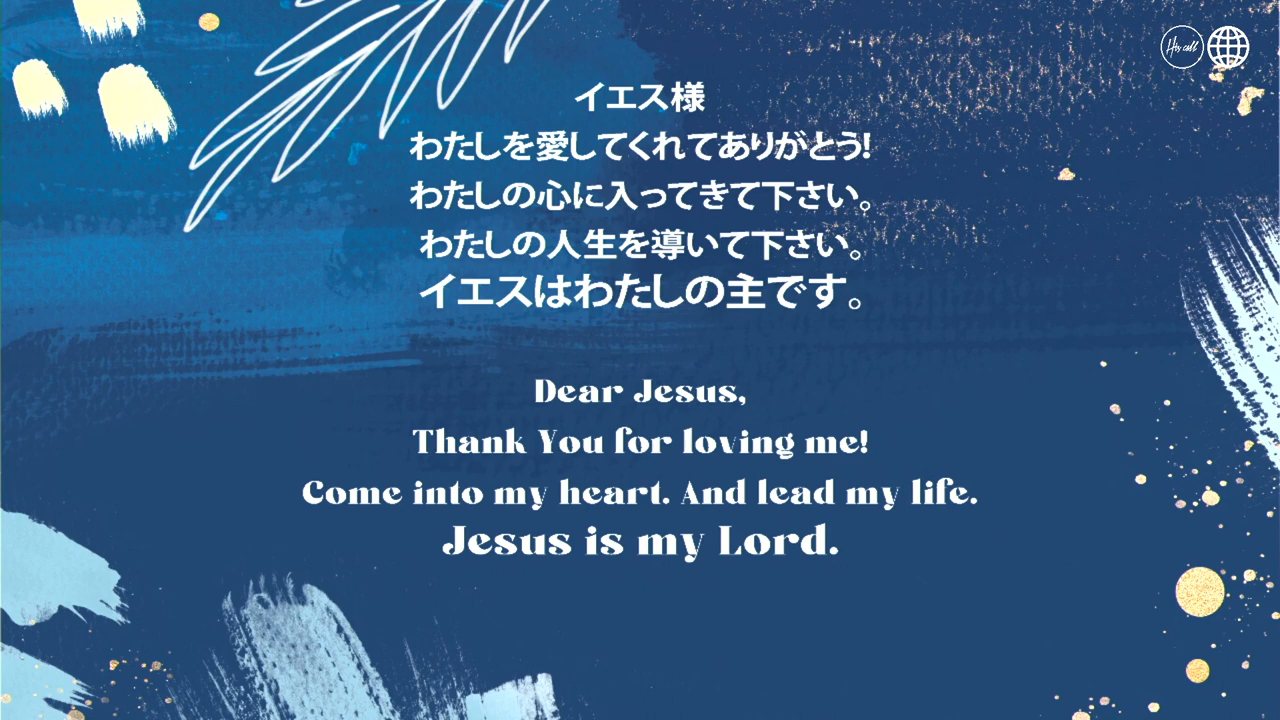 His call
イエス様
わたしを愛してくれてありがとう!
わたしの心に入ってきて下さい。
わたしの人生を導いて下さい。
イエスはわたしの主です。
Dear Jesus,
Thank You for loving me!
Come into my heart. And lead my life.
Jesus is my Lord.